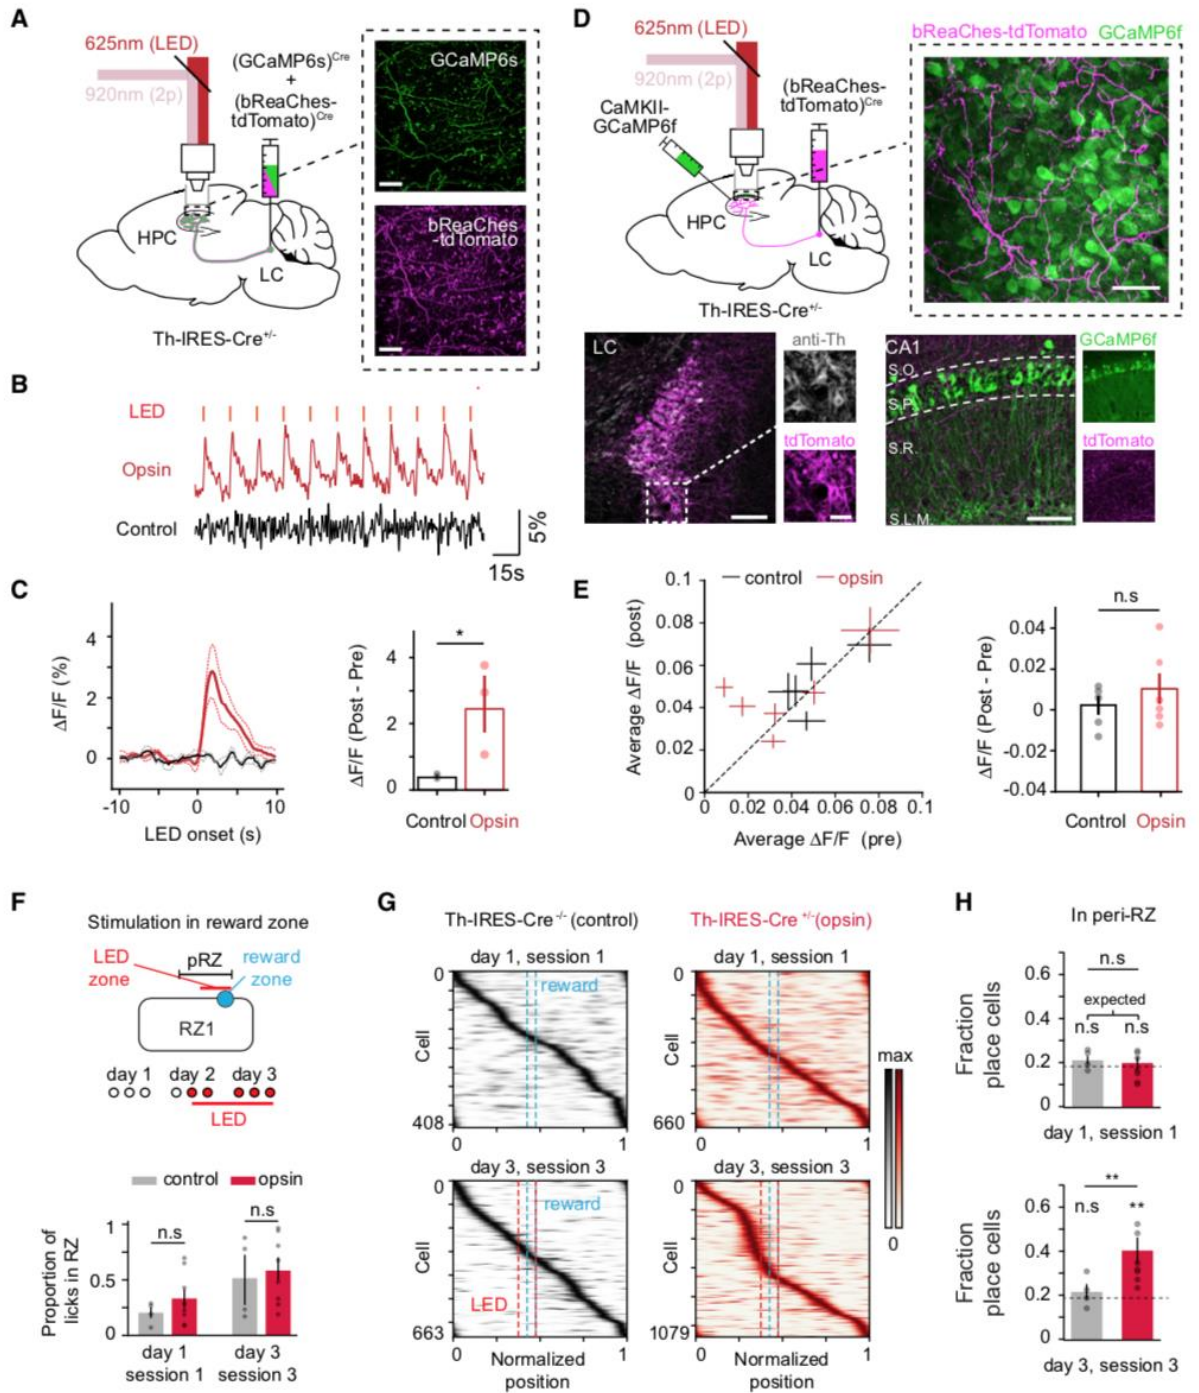 A
625nm (LED)
920nm (2p)
(GCaMP6s)Cre
+
(bReaChes-
tdTomato)Cre
HPC
LC
Th-IRES-Cre+/-
GCaMP6s
bReaChes
-tdTomato
B
LED
Opsin
Control
5%
15s
C
ΔF/F (%)
4
2
0
-10
0
10
LED onset (s)
ΔF/F (Post - Pre)
4
2
0
*
Control Opsin
D
625nm (LED)
920nm (2p)
CaMKII-
GCaMP6f
(bReaChes-
tdTomato)Cre
HPC
LC
Th-IRES-Cre+/-
bReaChes-tdTomato GCaMP6f
LC
anti-Th
tdTomato
CA1
S.O.
S.P.
S.R.
S.L.M.
GCaMP6f
tdTomato
E
control
opsin
Average ΔF/F (post)
0.1
0.08
0.06
0.04
0.02
0
0 0.02 0.04 0.06 0.08 0.1
Average ΔF/F (pre)
n.s
ΔF/F (Post - Pre)
0.04
0.02
0
-0.02
-0.04
Control Opsin
F
Stimulation in reward zone
LED
zone
pRZ
reward
zone
RZ1
day 1 day 2 day 3
LED
control opsin
Proportion of
licks in RZ
1
0.5
0
n.s
n.s
day 1
session 1
day 3
session 3
G
Th-IRES-Cre-/- (control)
Th-IRES-Cre+/- (opsin)
day 1, session 1
0
reward
Cell
408
0 1
day 1, session 1
0
Cell
660
0 1
day 3, session 3
0
reward
LED
Cell
663
0 1
Normalized
position
day 3, session 3
0
Cell
1079
0 1
Normalized
position
max
0
H
In peri-RZ
Fraction
place cells
0.6
0.4
0.2
0
n.s
expected
n.s n.s
day 1, session 1
Fraction
place cells
0.6
0.4
0.2
0
**
n.s **
day 3, session 3